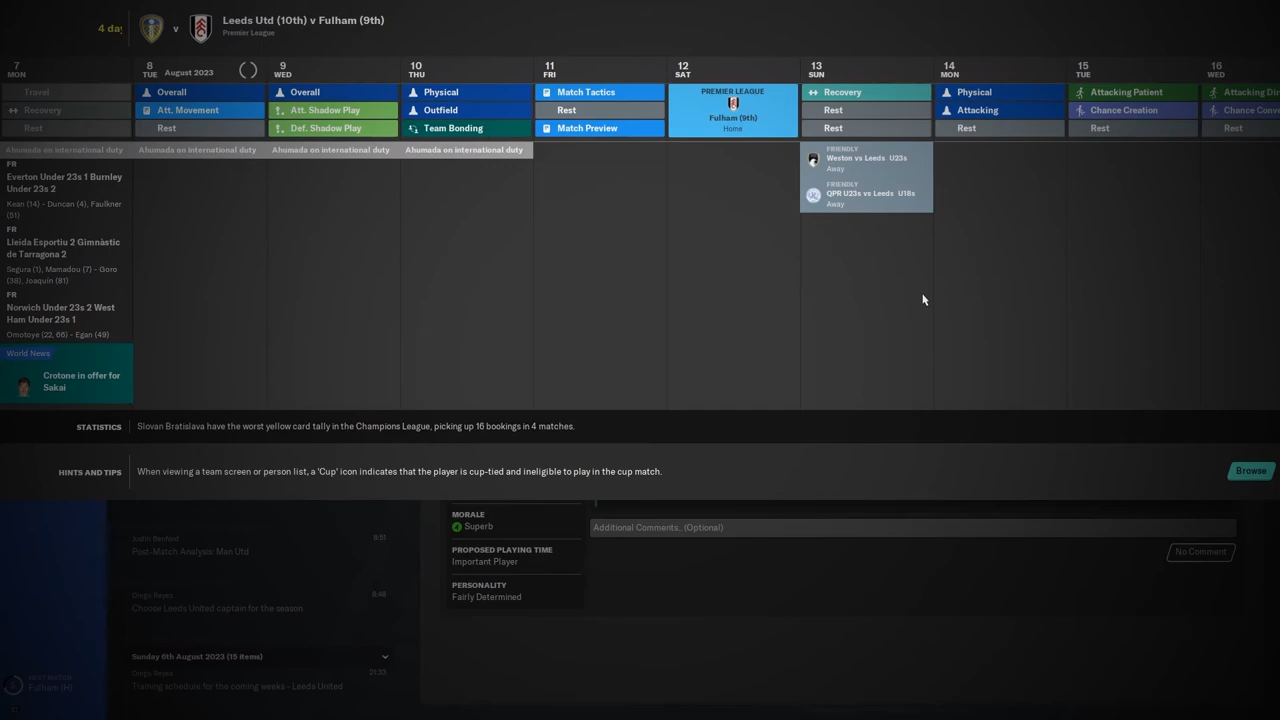 4 day
v
Leeds Utd (10th) v Fulham (9th)
Premier League
7
MON
8
TUE August 2023
9
WED
10
THU
11
FRI
12
SAT
13
SUN
14
MON
15
TUE
16
WED
Travel
Recovery
Rest
Overall
Att. Movement
Rest
Overall
Att. Shadow Play
Def. Shadow Play
Physical
Outfield
Team Bonding
Match Tactics
Rest
Match Preview
PREMIER LEAGUE
Fulham (9th)
Home
Recovery
Rest
Rest
Physical
Attacking
Rest
Attacking Patient
Chance Creation
Rest
Attacking Dir
Chance Conv
Rest
Ahumada on international duty
Ahumada on international duty
Ahumada on international duty
Ahumada on international duty
FR
Everton Under 23s 1 Burnley
Under 23s 2
Kean (14) - Duncan (4), Faulkner
(51)
FR
Lleida Esportiu 2 Gimnàstic
de Tarragona 2
Segura (1), Mamadou (7) - Goro
(38), Joaquín (81)
FR
Norwich Under 23s 2 West
Ham Under 23s 1
Omotoye (22, 66) - Egan (49)
World News
Crotone in offer for
Sakai
FRIENDLY
Weston vs Leeds U23s
Away
FRIENDLY
QPR U23s vs Leeds U18s
Away
STATISTICS
Slovan Bratislava have the worst yellow card tally in the Champions League, picking up 16 bookings in 4 matches.
HINTS AND TIPS
When viewing a team screen or person list, a 'Cup' icon indicates that the player is cup-tied and ineligible to play in the cup match.
Browse
Justin Benford
8:51
Post-Match Analysis: Man Utd
Diego Reyes
8:48
Choose Leeds United captain for the season
Sunday 6th August 2023 (15 items)
Diego Reyes
21:33
Training schedule for the coming weeks - Leeds United
MORALE
Superb
PROPOSED PLAYING TIME
Important Player
PERSONALITY
Fairly Determined
Additional Comments.. (Optional)
No Comment
NEXT MATCH
Fulham (H)